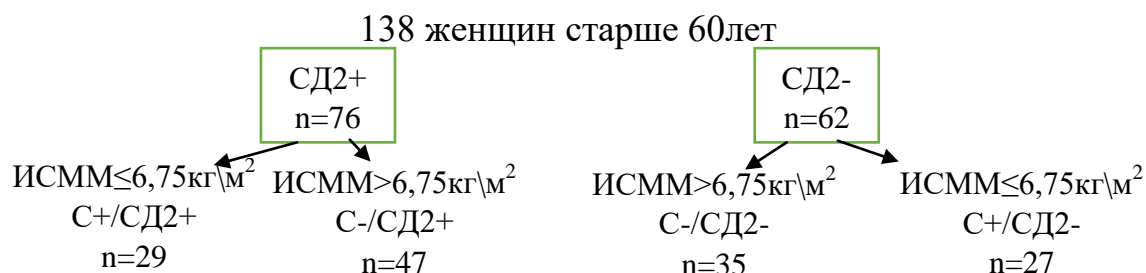 138 женщин старше 60лет
СД2+
n=76
СД2-
n=62
ИСММ≤6,75кг\м²
С+/СД2+
n=29
ИСММ>6,75кг\м²
С-/СД2+
n=47
ИСММ>6,75кг\м²
С-/СД2-
n=35
ИСММ≤6,75кг\м²
С+/СД2-
n=27